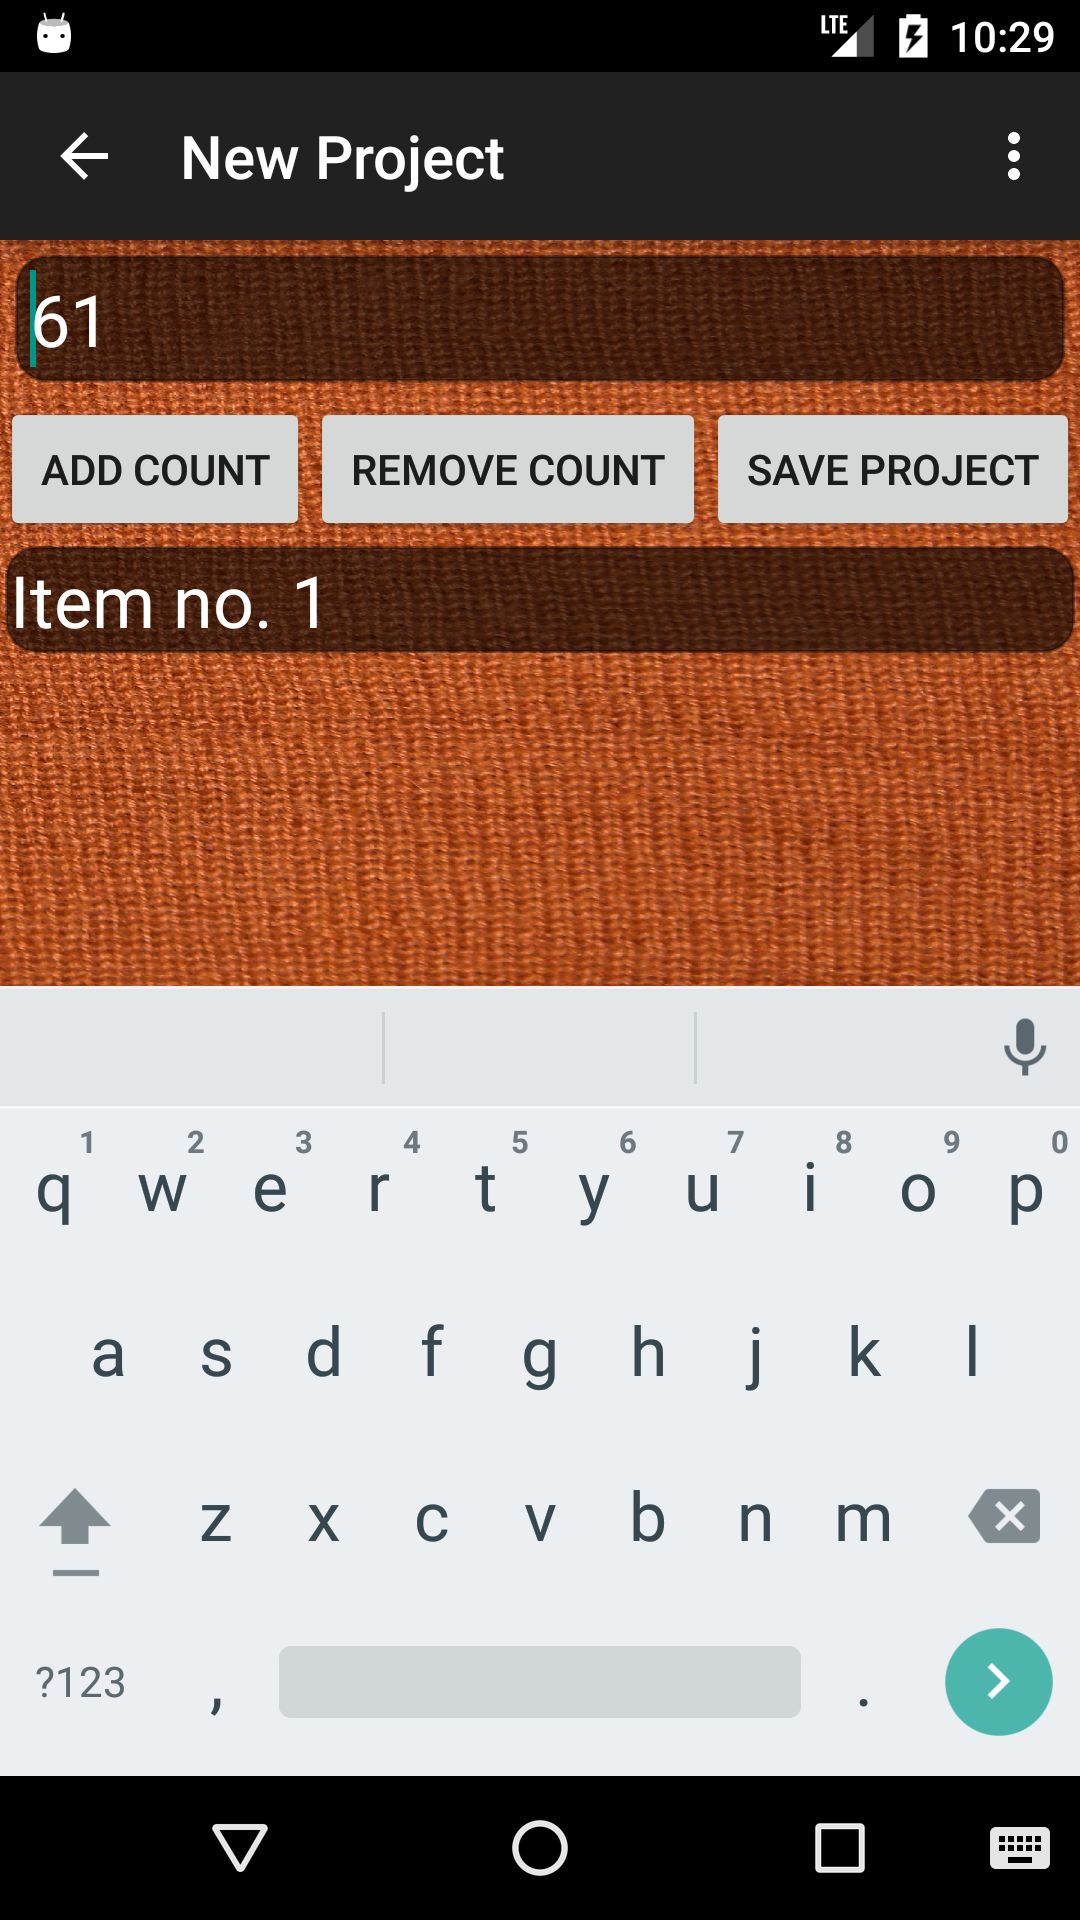 LTE 10:29
New Project
61
ADD COUNT REMOVE COUNT SAVE PROJECT
Item no. 1
1 2 3 4 5 6 7 8 9 0
q w e r t y u i o p
a s d f g h j k l
z x c v b n m
?123 , .